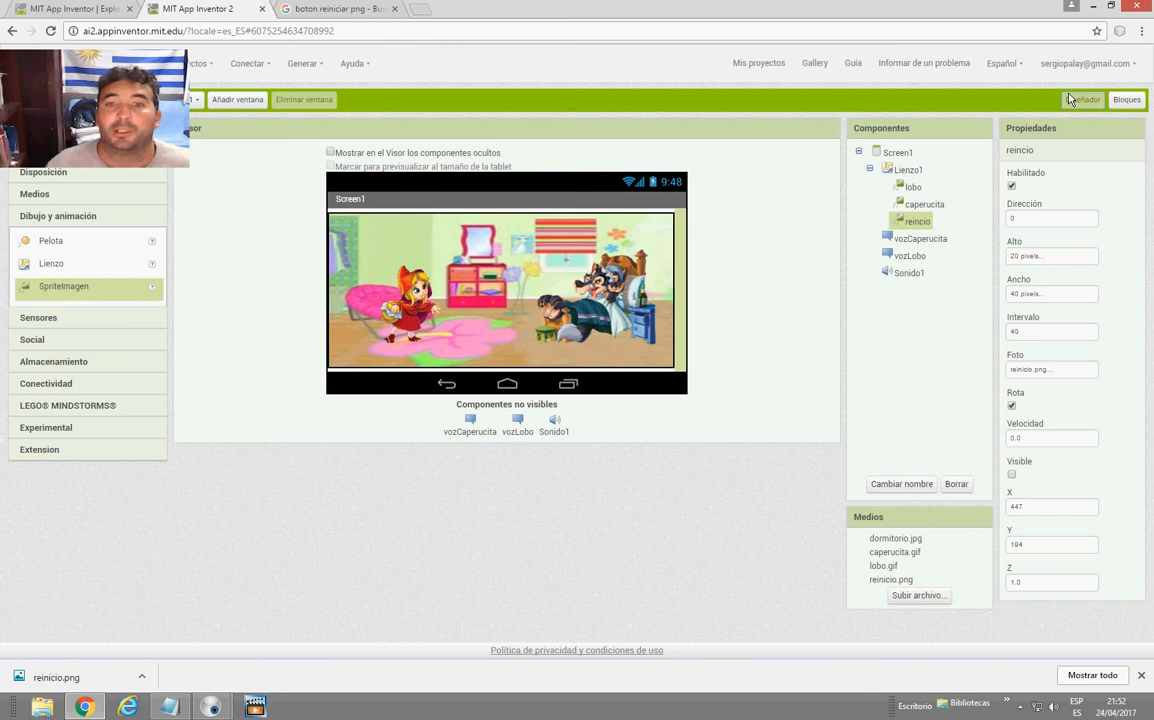 MIT App Inventor | Explo
MIT App Inventor 2
boton reiniciar png - Bus
ai2.appinventor.mit.edu/?locale=es_ES#6075254634708992
Conectar
Generar
Ayuda
Mis proyectos
Gallery
Guia
Informar de un problema
Español
sergiopalay@gmail.com
Añadir ventana
Eliminar ventana
Bloques
Componentes
Propiedades
Mostrar en el Visor los componentes ocultos
Marcar para previsualizar al tamaño de la tablet
9:48
Screen1
Disposición
Medios
Dibujo y animación
Pelota
Lienzo
SpriteImagen
Sensores
Social
Almacenamiento
Conectividad
LEGO® MINDSTORMS®
Experimental
Extension
Componentes no visibles
vozCaperucita
vozLobo
Sonido1
Screen1
Lienzo1
lobo
caperucita
reincio
vozCaperucita
vozLobo
Sonido1
Cambiar nombre
Borrar
Medios
dormitorio.jpg
caperucita.gif
lobo.gif
reinicio.png
Subir archivo...
reincio
Habilitado
Dirección
0
Alto
20 pixels...
Ancho
40 pixels...
Intervalo
40
Foto
reinicio.png...
Rota
Velocidad
0.0
Visible
X
447
Y
194
Z
1.0
Política de privacidad y condiciones de uso
reinicio.png
Mostrar todo
Escritorio
Bibliotecas
ESP
ES
21:52
24/04/2017